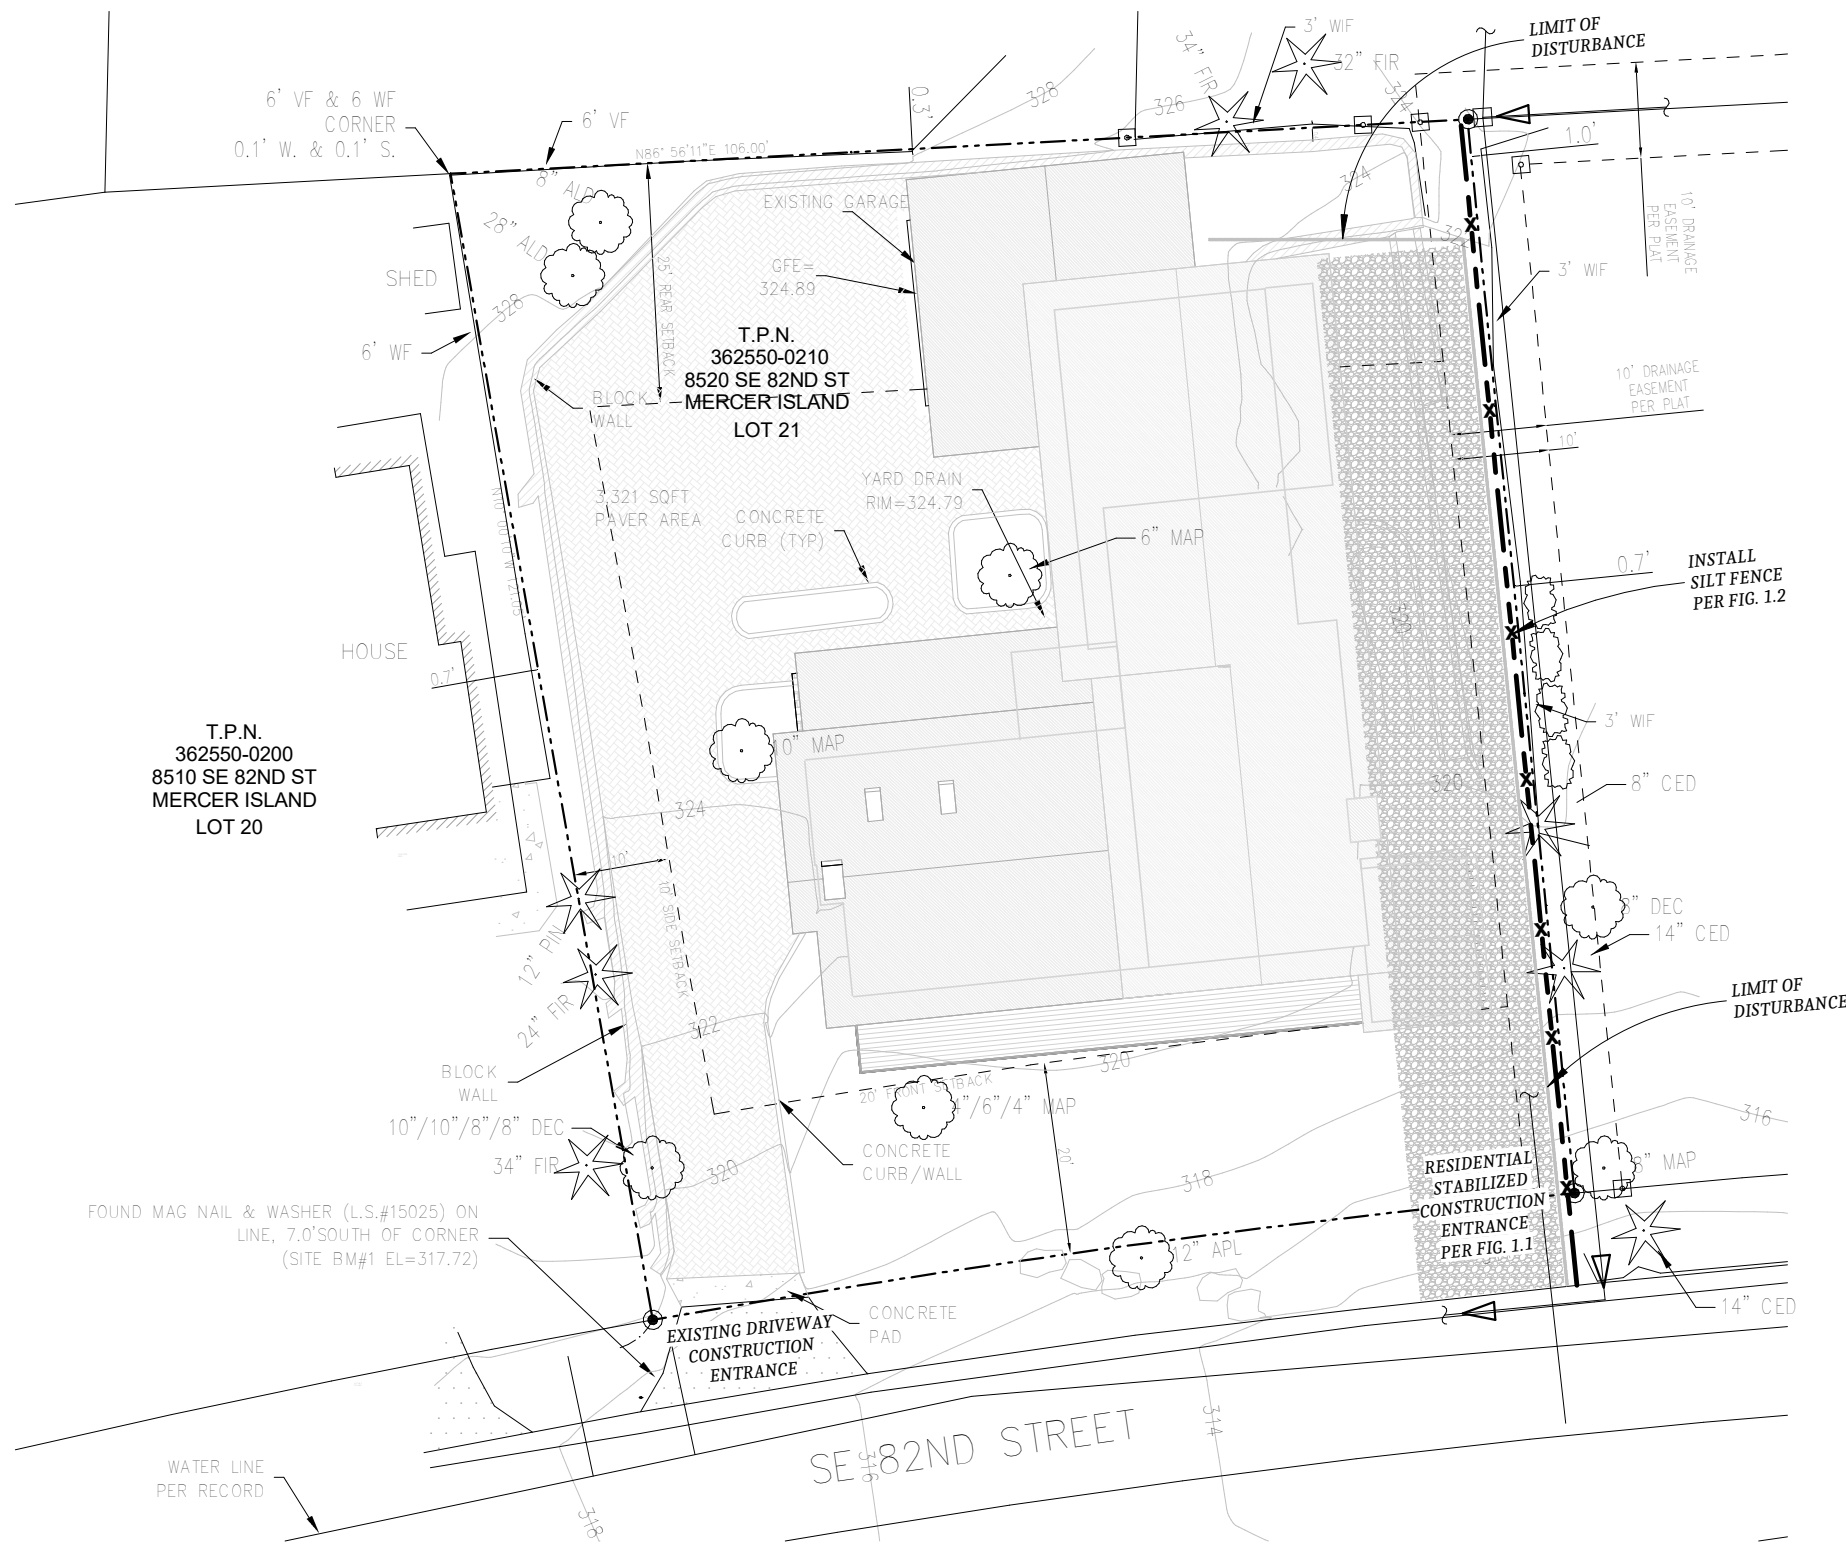 LIMIT OF
DISTURBANCE
3' WIF
32" FIR
34" FIR
6' VF & 6 WF
CORNER
0.1' W. & 0.1' S.
6' VF
0.3'
328
326
324
1.0'
N86° 56'11"E 106.00'
8" ALD
28" ALD
EXISTING GARAGE
324
322
10' DRAINAGE
EASEMENT
PER PLAT
SHED
328
25' REAR SETBACK
GFE=
324.89
3' WIF
6' WF
T.P.N.
362550-0210
8520 SE 82ND ST
MERCER ISLAND
LOT 21
BLOCK
WALL
10' DRAINAGE
EASEMENT
PER PLAT
10'
YARD DRAIN
RIM=324.79
3,321 SQFT
PAVER AREA
CONCRETE
CURB (TYP)
6" MAP
0.7'
INSTALL
SILT FENCE
PER FIG. 1.2
320
HOUSE
0.7'
T.P.N.
362550-0200
8510 SE 82ND ST
MERCER ISLAND
LOT 20
10" MAP
3' WIF
320
8" CED
324
10'
10' SIDE SETBACK
12" PIN
24" FIR
8" DEC
14" CED
LIMIT OF
DISTURBANCE
322
BLOCK
WALL
320
20' FRONT SETBACK
4"/6"/4" MAP
316
10"/10"/8"/8" DEC
34" FIR
320
CONCRETE
CURB/WALL
20'
318
RESIDENTIAL
STABILIZED
CONSTRUCTION
ENTRANCE
PER FIG. 1.1
8" MAP
FOUND MAG NAIL & WASHER (L.S.#15025) ON
LINE, 7.0'SOUTH OF CORNER
(SITE BM#1 EL=317.72)
12" APL
14" CED
CONCRETE
PAD
EXISTING DRIVEWAY
CONSTRUCTION
ENTRANCE
SE 82ND STREET
314
316
318
WATER LINE
PER RECORD